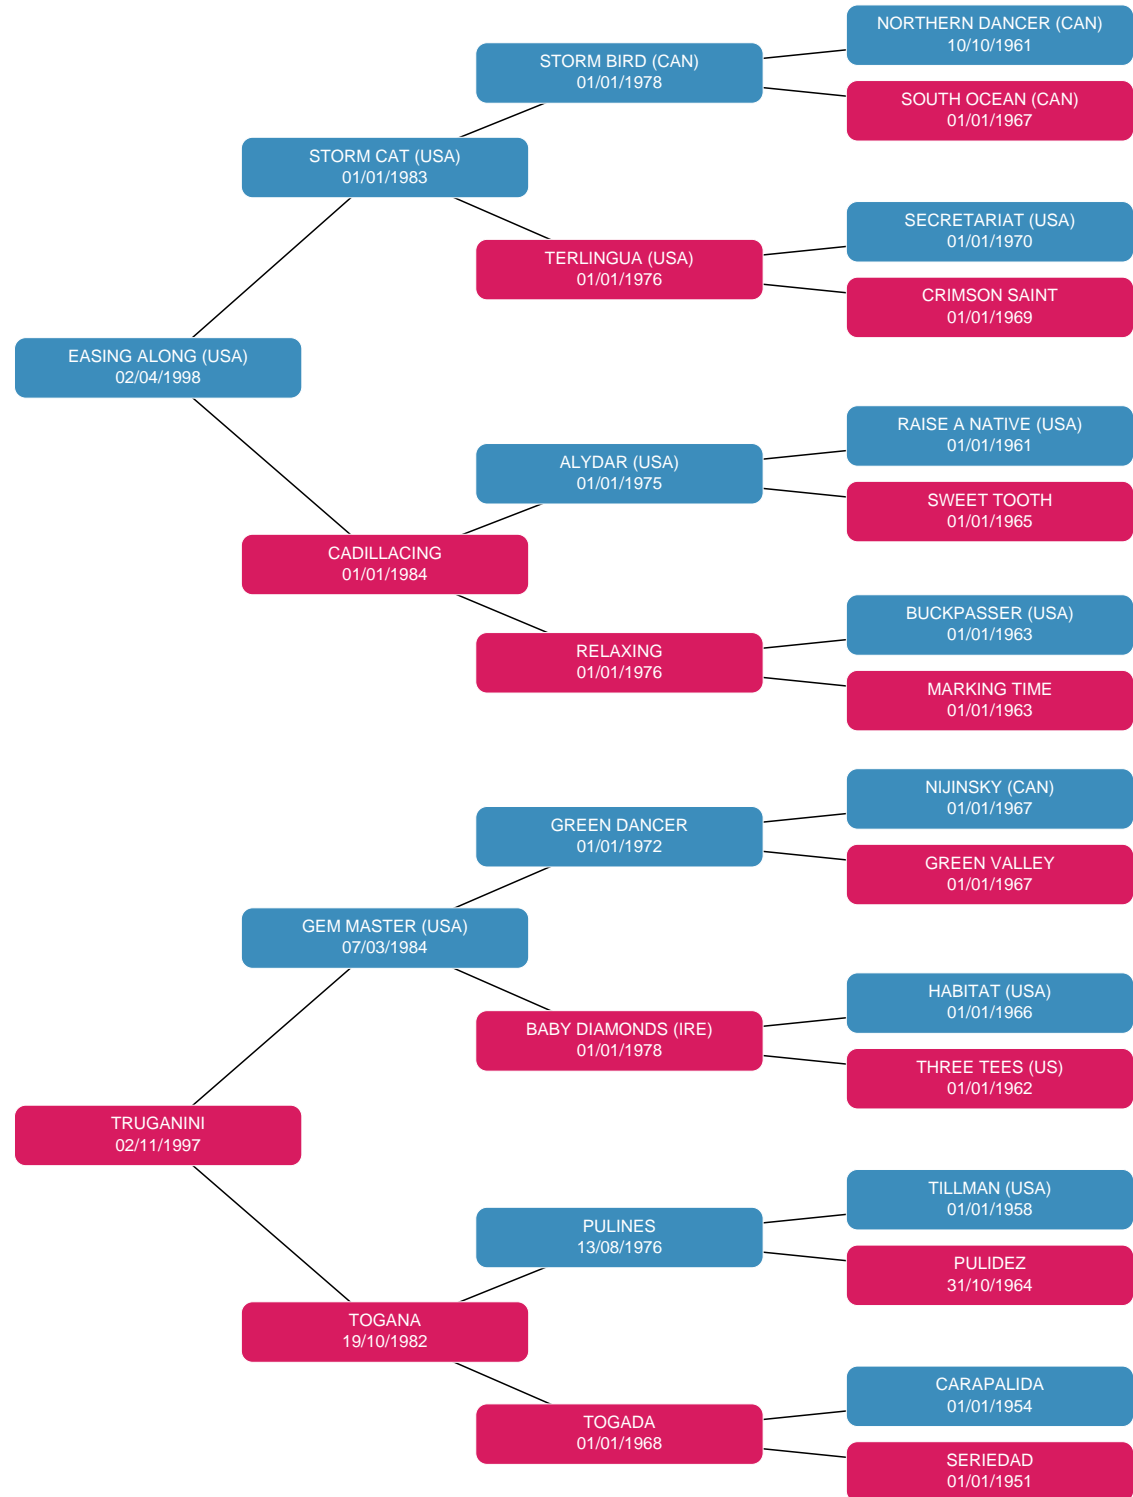 NORTHERN DANCER (CAN)
10/10/1961
STORM BIRD (CAN)
01/01/1978
SOUTH OCEAN (CAN)
01/01/1967
STORM CAT (USA)
01/01/1983
SECRETARIAT (USA)
01/01/1970
TERLINGUA (USA)
01/01/1976
CRIMSON SAINT
01/01/1969
EASING ALONG (USA)
02/04/1998
RAISE A NATIVE (USA)
01/01/1961
ALYDAR (USA)
01/01/1975
SWEET TOOTH
01/01/1965
CADILLACING
01/01/1984
BUCKPASSER (USA)
01/01/1963
RELAXING
01/01/1976
MARKING TIME
01/01/1963
NIJINSKY (CAN)
01/01/1967
GREEN DANCER
01/01/1972
GREEN VALLEY
01/01/1967
GEM MASTER (USA)
07/03/1984
HABITAT (USA)
01/01/1966
BABY DIAMONDS (IRE)
01/01/1978
THREE TEES (US)
01/01/1962
TRUGANINI
02/11/1997
TILLMAN (USA)
01/01/1958
PULINES
13/08/1976
PULIDEZ
31/10/1964
TOGANA
19/10/1982
CARAPALIDA
01/01/1954
TOGADA
01/01/1968
SERIEDAD
01/01/1951